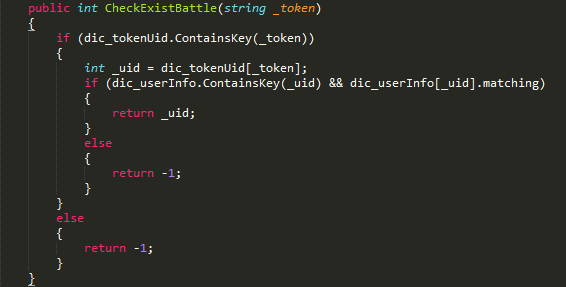 public int CheckExistBattle(string _token)
{
    if (dic_tokenUid.ContainsKey(_token))
    {
        int _uid = dic_tokenUid[_token];
        if (dic_userInfo.ContainsKey(_uid) && dic_userInfo[_uid].matching)
        {
            return _uid;
        }
        else
        {
            return -1;
        }
    }
    else
    {
        return -1;
    }
}